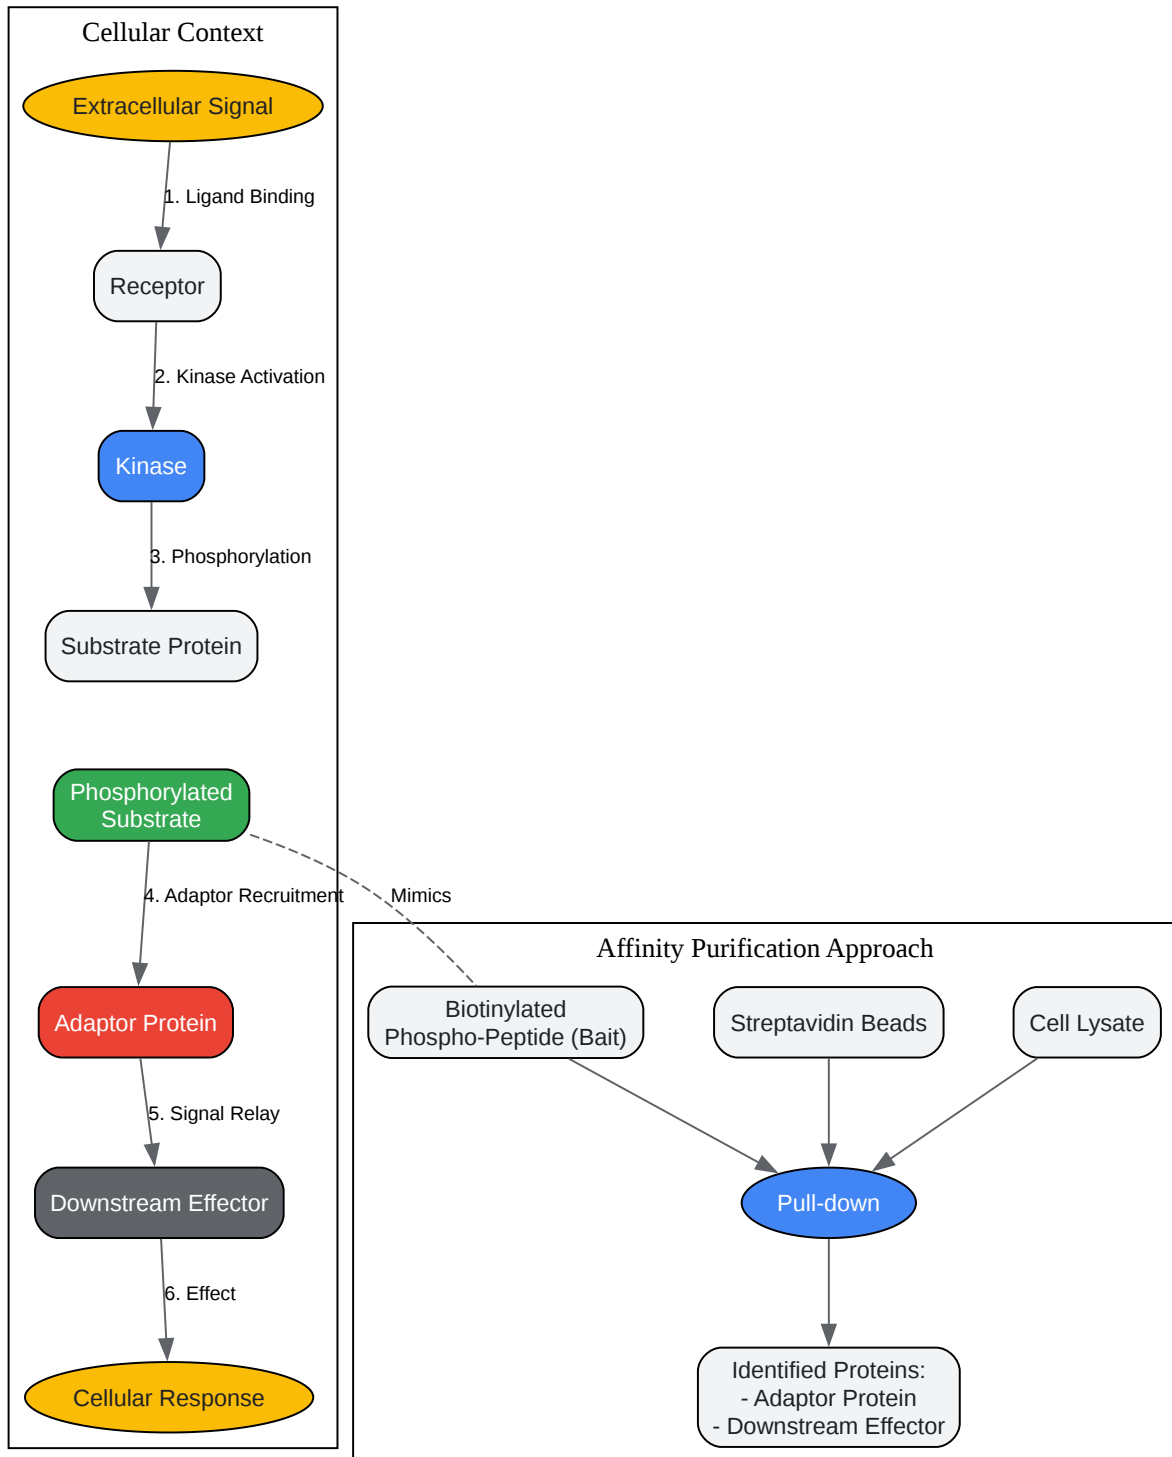 Cellular Context
Extracellular Signal
1. Ligand Binding
Receptor
2. Kinase Activation
Kinase
3. Phosphorylation
Substrate Protein
Phosphorylated
Substrate
4. Adaptor Recruitment
Mimics
Adaptor Protein
5. Signal Relay
Downstream Effector
6. Effect
Cellular Response
Affinity Purification Approach
Biotinylated
Phospho-Peptide (Bait)
Streptavidin Beads
Cell Lysate
Pull-down
Identified Proteins:
- Adaptor Protein
- Downstream Effector